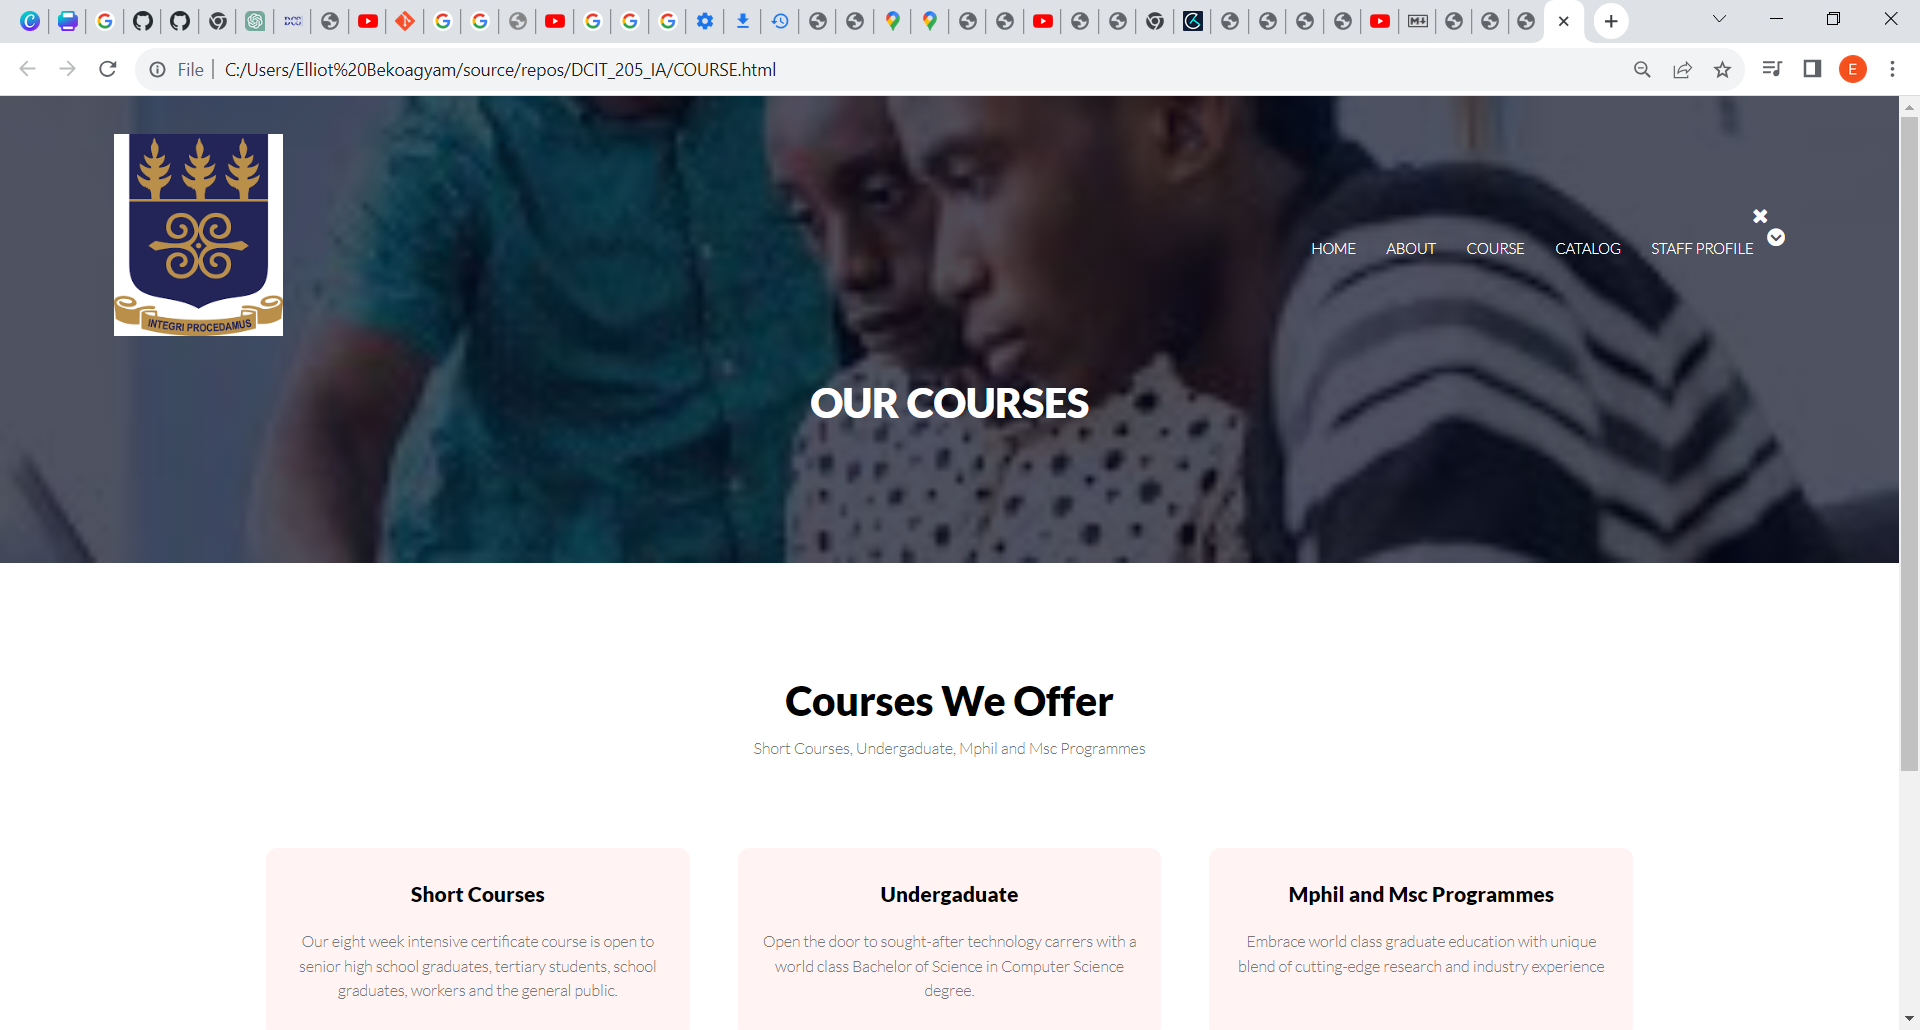 DCS
File
C:/Users/Elliot%20Bekoagyam/source/repos/DCIT_205_IA/COURSE.html
E
INTEGRI PROCEDAMUS
HOME ABOUT COURSE CATALOG STAFF PROFILE
OUR COURSES
Courses We Offer
Short Courses, Undergaduate, Mphil and Msc Programmes
Short Courses
Our eight week intensive certificate course is open to
senior high school graduates, tertiary students, school
graduates, workers and the general public.
Undergaduate
Open the door to sought-after technology carrers with a
world class Bachelor of Science in Computer Science
degree.
Mphil and Msc Programmes
Embrace world class graduate education with unique
blend of cutting-edge research and industry experience